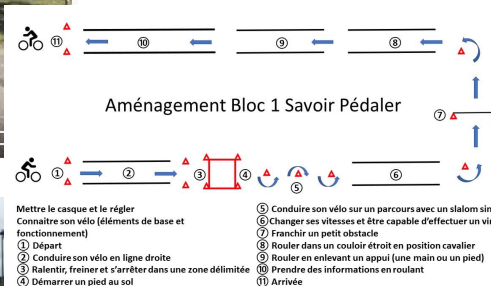 ⑪ ⑩ ⑨ ⑧
Aménagement Bloc 1 Savoir Pédaler
⑦
① ② ③ ④ ⑤ ⑥
Mettre le casque et le régler
Connaitre son vélo (éléments de base et
fonctionnement)
① Départ
② Conduire son vélo en ligne droite
③ Ralentir, freiner et s'arrêter dans une zone délimitée
④ Démarrer un pied au sol
⑤ Conduire son vélo sur un parcours avec un slalom
⑥ Changer ses vitesses et être capable d'effectuer un
⑦ Franchir un petit obstacle
⑧ Rouler dans un couloir étroit en position cavalier
⑨ Rouler en enlevant un appui (une main ou un pied)
⑩ Prendre des informations en roulant
⑪ Arrivée